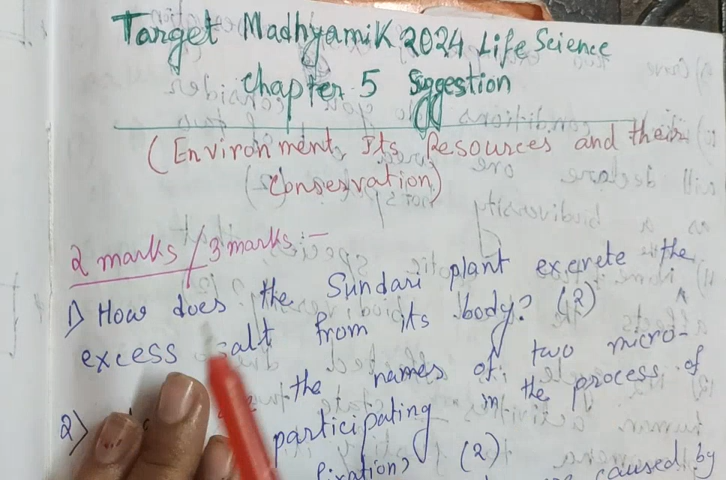 Target Madhyamik 2024 Life Science
Chapter 5 Suggestion
(Environment, Its Resources and their
Conservation)
2 marks / 3 marks :-
1) How does the Sundari plant excrete the
excess salt from its body? (2)
2) the names of two micro-
participating in the process of
fixation? (2)
caused by